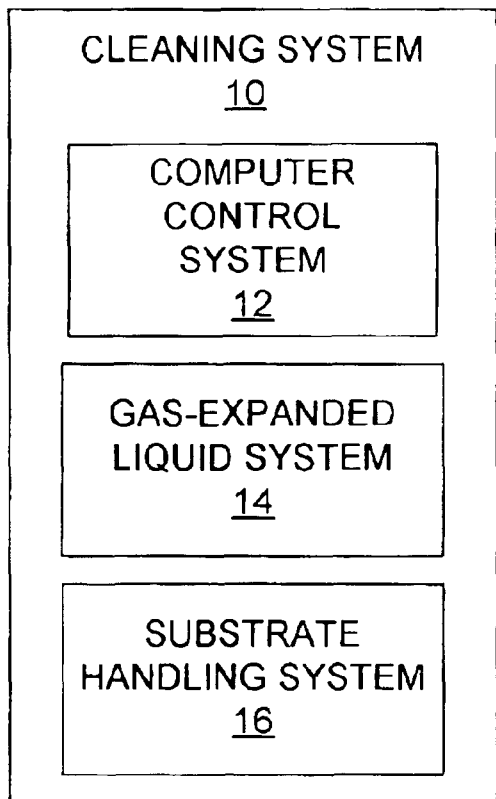 CLEANING SYSTEM
10
COMPUTER
CONTROL
SYSTEM
12
GAS-EXPANDED
LIQUID SYSTEM
14
SUBSTRATE
HANDLING SYSTEM
16